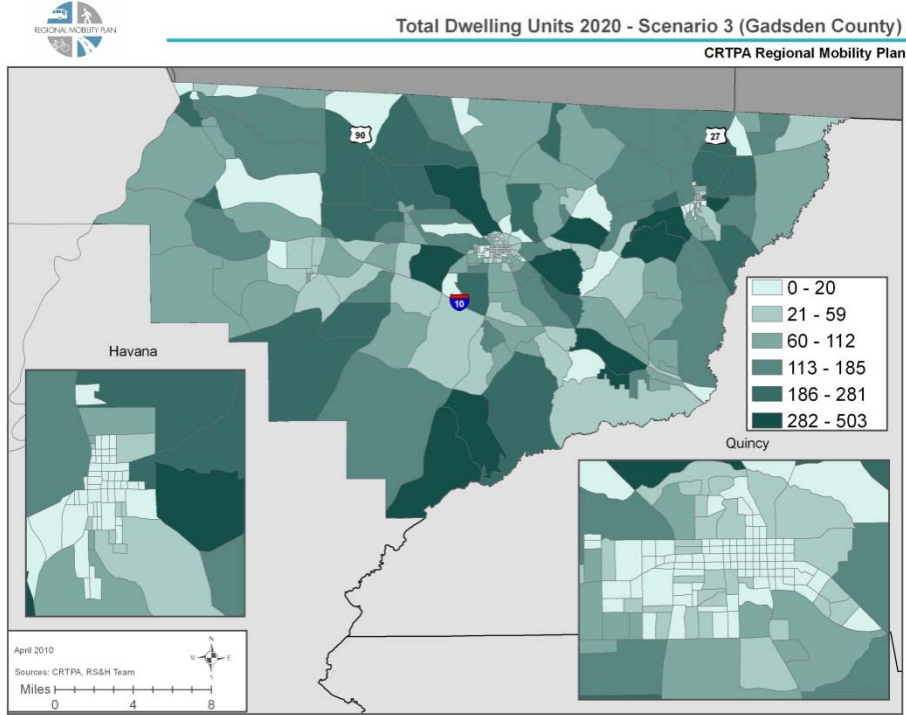 REGIONAL MOBILITY PLAN
Total Dwelling Units 2020 - Scenario 3 (Gadsden County)
CRTPA Regional Mobility Plan
90
27
10
0 - 20
21 - 59
60 - 112
113 - 185
186 - 281
282 - 503
Havana
Quincy
April 2010
Sources: CRTPA, RS&H Team
N
W E
S
Miles
0 4 8